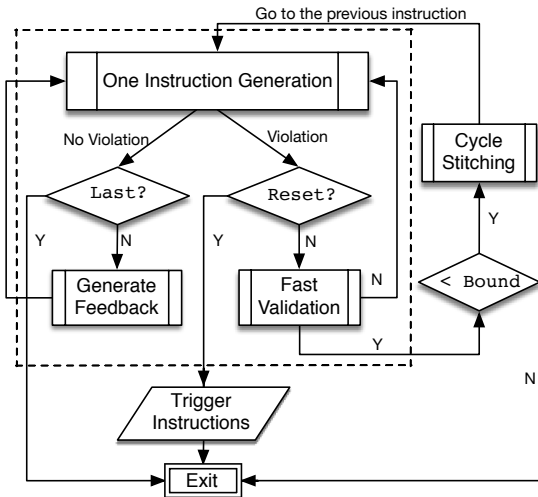 Go to the previous instruction
One Instruction Generation
No Violation
Violation
Cycle
Stitching
Last?
Reset?
Y
N
Y
N
Y
Generate
Feedback
Fast
Validation
N
< Bound
Y
N
Trigger
Instructions
Exit